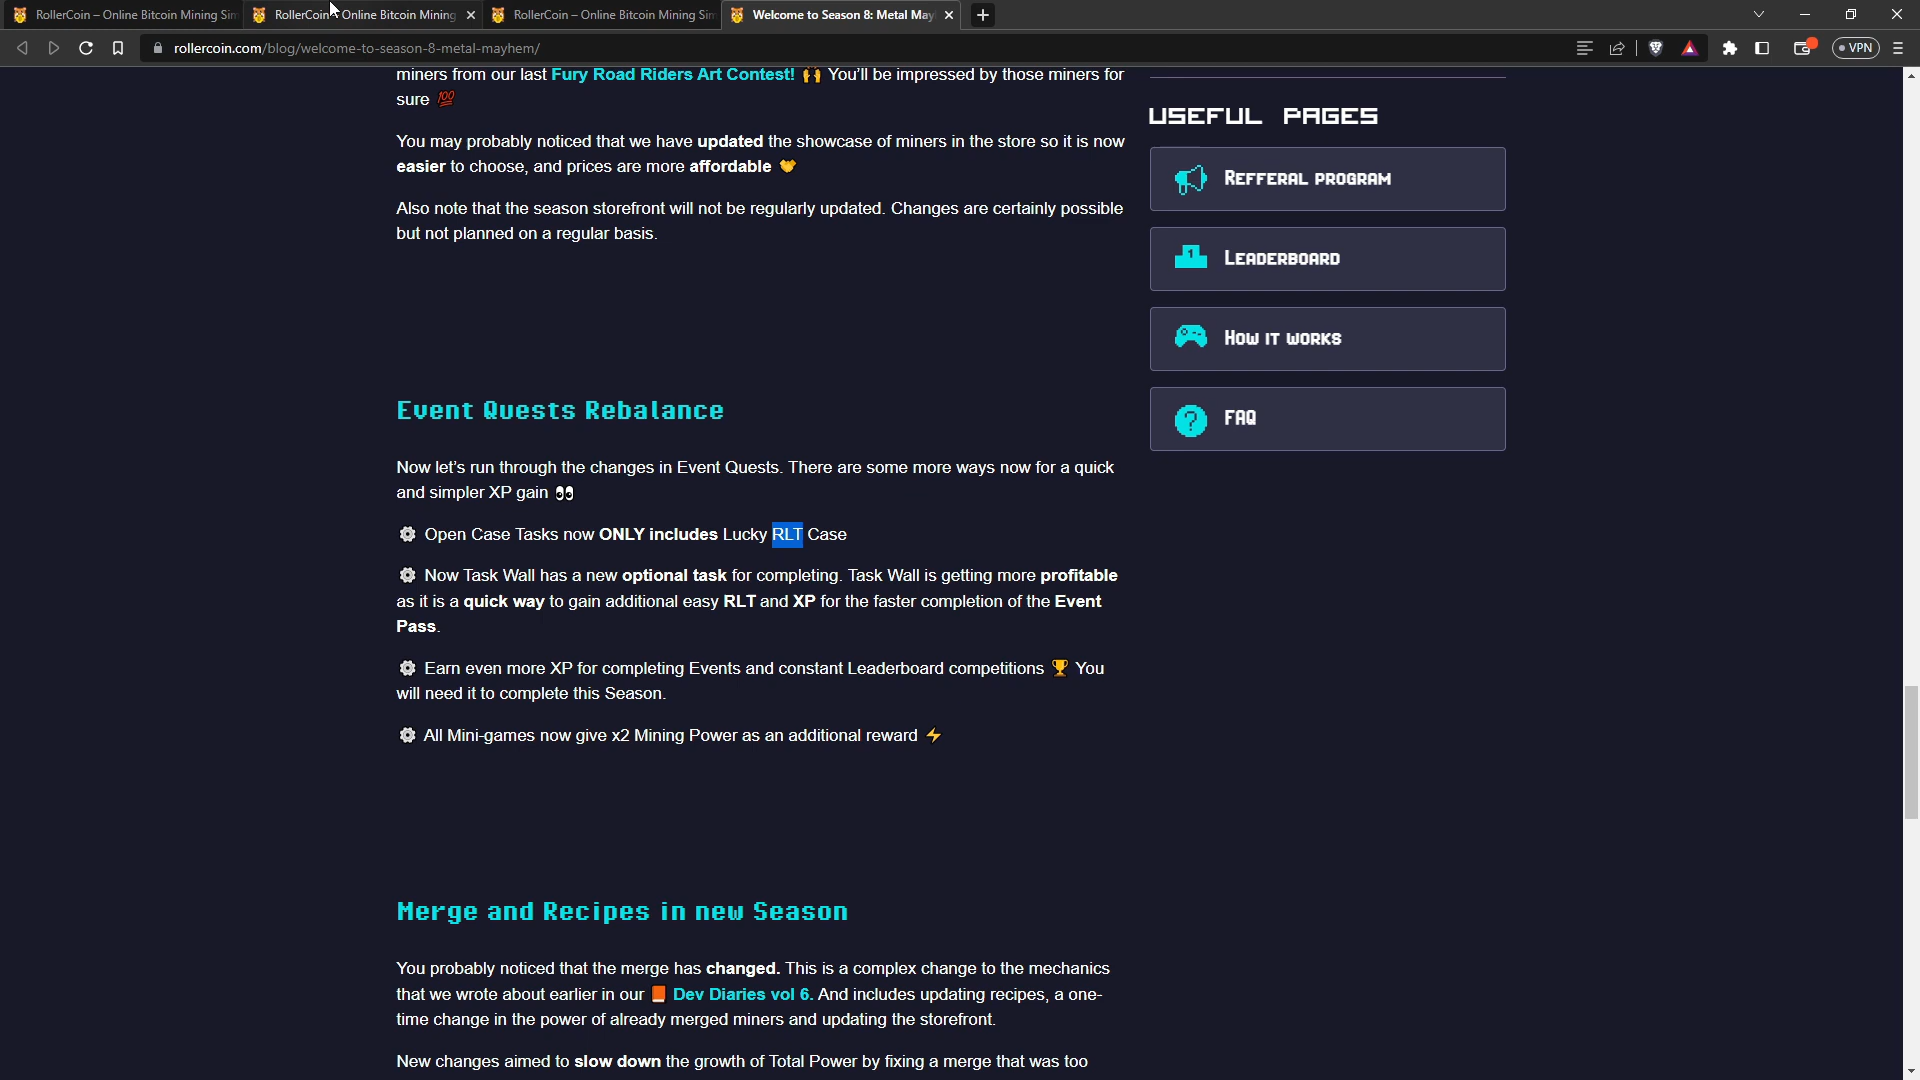 RollerCoin – Online Bitcoin Mining Sim
RollerCoin – Online Bitcoin Mining
RollerCoin – Online Bitcoin Mining Sim
Welcome to Season 8: Metal May
rollercoin.com/blog/welcome-to-season-8-metal-mayhem/
VPN
miners from our last Fury Road Riders Art Contest! 🙌 You'll be impressed by those miners for
sure 💯
You may probably noticed that we have updated the showcase of miners in the store so it is now
easier to choose, and prices are more affordable 🤝
Also note that the season storefront will not be regularly updated. Changes are certainly possible
but not planned on a regular basis.
Event Quests Rebalance
Now let's run through the changes in Event Quests. There are some more ways now for a quick
and simpler XP gain 👀
⚙ Open Case Tasks now ONLY includes Lucky RLT Case
⚙ Now Task Wall has a new optional task for completing. Task Wall is getting more profitable
as it is a quick way to gain additional easy RLT and XP for the faster completion of the Event
Pass.
⚙ Earn even more XP for completing Events and constant Leaderboard competitions 🏆 You
will need it to complete this Season.
⚙ All Mini-games now give x2 Mining Power as an additional reward ⚡
Merge and Recipes in new Season
You probably noticed that the merge has changed. This is a complex change to the mechanics
that we wrote about earlier in our 📙 Dev Diaries vol 6. And includes updating recipes, a one-
time change in the power of already merged miners and updating the storefront.
New changes aimed to slow down the growth of Total Power by fixing a merge that was too
USEFUL PAGES
REFFERAL PROGRAM
1
LEADERBOARD
HOW IT WORKS
?
FAQ